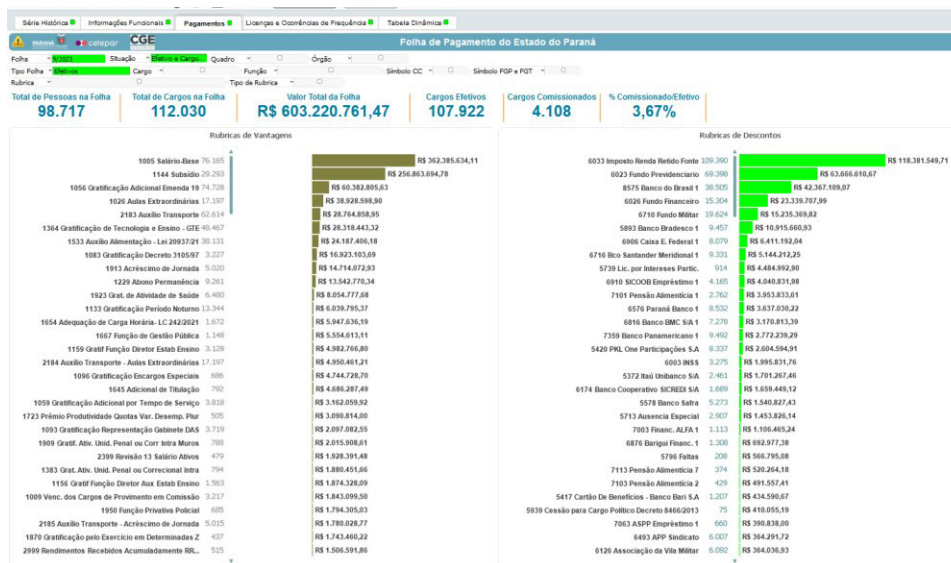 Série Histórica Informações Funcionais Pagamentos Licenças e Ocorrências de Frequência Tabela Dinâmica
PARANÁ celepar CGE Folha de Pagamento do Estado do Paraná
Folha 9/2023 Situação Efetivo e Cargo... Quadro Órgão
Tipo Folha Efetivos Cargo Função Símbolo CC Símbolo FGP e FGT
Rubrica Tipo de Rubrica
Total de Pessoas na Folha Total de Cargos na Folha Valor Total da Folha Cargos Efetivos Cargos Comissionados % Comissionado/Efetivo
98.717 112.030 R$ 603.220.761,47 107.922 4.108 3,67%
Rubricas de Vantagens
1005 Salário-Base 76.165 R$ 362.385.634,11
1144 Subsídio 29.293 R$ 256.863.694,78
1056 Gratificação Adicional Emenda 19 74.728 R$ 60.382.805,63
1026 Aulas Extraordinárias 17.197 R$ 38.928.598,90
2183 Auxílio Transporte 62.614 R$ 28.764.858,95
1364 Gratificação de Tecnologia e Ensino - GTE 48.467 R$ 28.318.443,32
1533 Auxílio Alimentação - Lei 20937/21 38.131 R$ 24.187.406,18
1083 Gratificação Decreto 3105/97 3.227 R$ 16.923.103,69
1913 Acréscimo de Jornada 5.020 R$ 14.714.072,93
1229 Abono Permanência 9.261 R$ 13.542.770,34
1923 Grat. de Atividade de Saúde 6.480 R$ 8.054.777,68
1133 Gratificação Período Noturno 13.344 R$ 6.039.795,37
1654 Adequação de Carga Horária- LC 242/2021 1.672 R$ 5.947.636,19
1667 Função de Gestão Pública 1.148 R$ 5.554.613,11
1159 Gratif Função Diretor Estab Ensino 3.128 R$ 4.982.766,80
2184 Auxílio Transporte - Aulas Extraordinárias 17.197 R$ 4.950.461,21
1096 Gratificação Encargos Especiais 686 R$ 4.744.728,70
1645 Adicional de Titulação 792 R$ 4.686.287,49
1059 Gratificação Adicional por Tempo de Serviço 3.818 R$ 3.162.059,92
1723 Prêmio Produtividade Quotas Var. Desemp. Plur 505 R$ 3.090.814,00
1093 Gratificação Representação Gabinete DAS 3.719 R$ 2.097.082,55
1909 Gratif. Ativ. Unid. Penal ou Corr Intra Muros 788 R$ 2.015.908,61
2399 Revisão 13 Salário Ativos 479 R$ 1.928.391,48
1383 Grat. Ativ. Unid. Penal ou Correcional Intra 794 R$ 1.880.451,66
1156 Gratif Função Diretor Aux Estab Ensino 1.563 R$ 1.874.328,09
1009 Venc. dos Cargos de Provimento em Comissão 3.217 R$ 1.843.099,50
1950 Função Privativa Policial 685 R$ 1.794.305,03
2185 Auxílio Transporte - Acréscimo de Jornada 5.015 R$ 1.780.028,77
1870 Gratificação pelo Exercício em Determinadas Z 437 R$ 1.743.460,22
2999 Rendimentos Recebidos Acumuladamente RR... 515 R$ 1.506.591,86
Rubricas de Descontos
6033 Imposto Renda Retido Fonte 109.390 R$ 118.381.549,71
6023 Fundo Previdenciario 69.398 R$ 63.666.610,67
8575 Banco do Brasil 1 38.505 R$ 42.367.109,07
6026 Fundo Financeiro 15.304 R$ 23.339.707,99
6710 Fundo Militar 19.624 R$ 15.235.369,82
5893 Banco Bradesco 1 9.457 R$ 10.915.660,93
6906 Caixa E. Federal 1 8.079 R$ 6.411.192,04
6716 Bco Santander Meridional 1 9.331 R$ 5.144.212,25
5739 Lic. por Intereses Partic. 914 R$ 4.484.992,90
6910 SICOOB Empréstimo 1 4.165 R$ 4.040.831,98
7101 Pensão Alimentícia 1 2.762 R$ 3.953.833,61
6576 Paraná Banco 1 8.532 R$ 3.637.030,22
6816 Banco BMC S/A 1 7.278 R$ 3.170.813,39
7359 Banco Panamericano 1 9.492 R$ 2.772.239,29
5420 PKL One Participações S.A 8.337 R$ 2.604.594,91
6003 INSS 3.275 R$ 1.995.831,76
5372 Itaú Unibanco S/A 2.461 R$ 1.701.267,46
6174 Banco Cooperativo SICREDI S/A 1.689 R$ 1.659.449,12
5578 Banco Safra 5.273 R$ 1.540.827,43
5713 Ausencia Especial 2.907 R$ 1.453.826,14
7003 Financ. ALFA 1 1.113 R$ 1.106.465,24
6876 Barigui Financ. 1 1.308 R$ 692.977,38
5796 Faltas 208 R$ 566.795,08
7113 Pensão Alimentícia 7 374 R$ 520.264,18
7103 Pensão Alimentícia 2 429 R$ 491.557,41
5417 Cartão De Benefícios - Banco Bari S.A 1.207 R$ 434.590,67
5939 Cessão para Cargo Político Decreto 8466/2013 75 R$ 410.055,19
7063 ASPP Empréstimo 1 660 R$ 390.838,00
6493 APP Sindicato 6.007 R$ 364.291,72
6126 Associação da Vila Militar 6.092 R$ 364.036,93